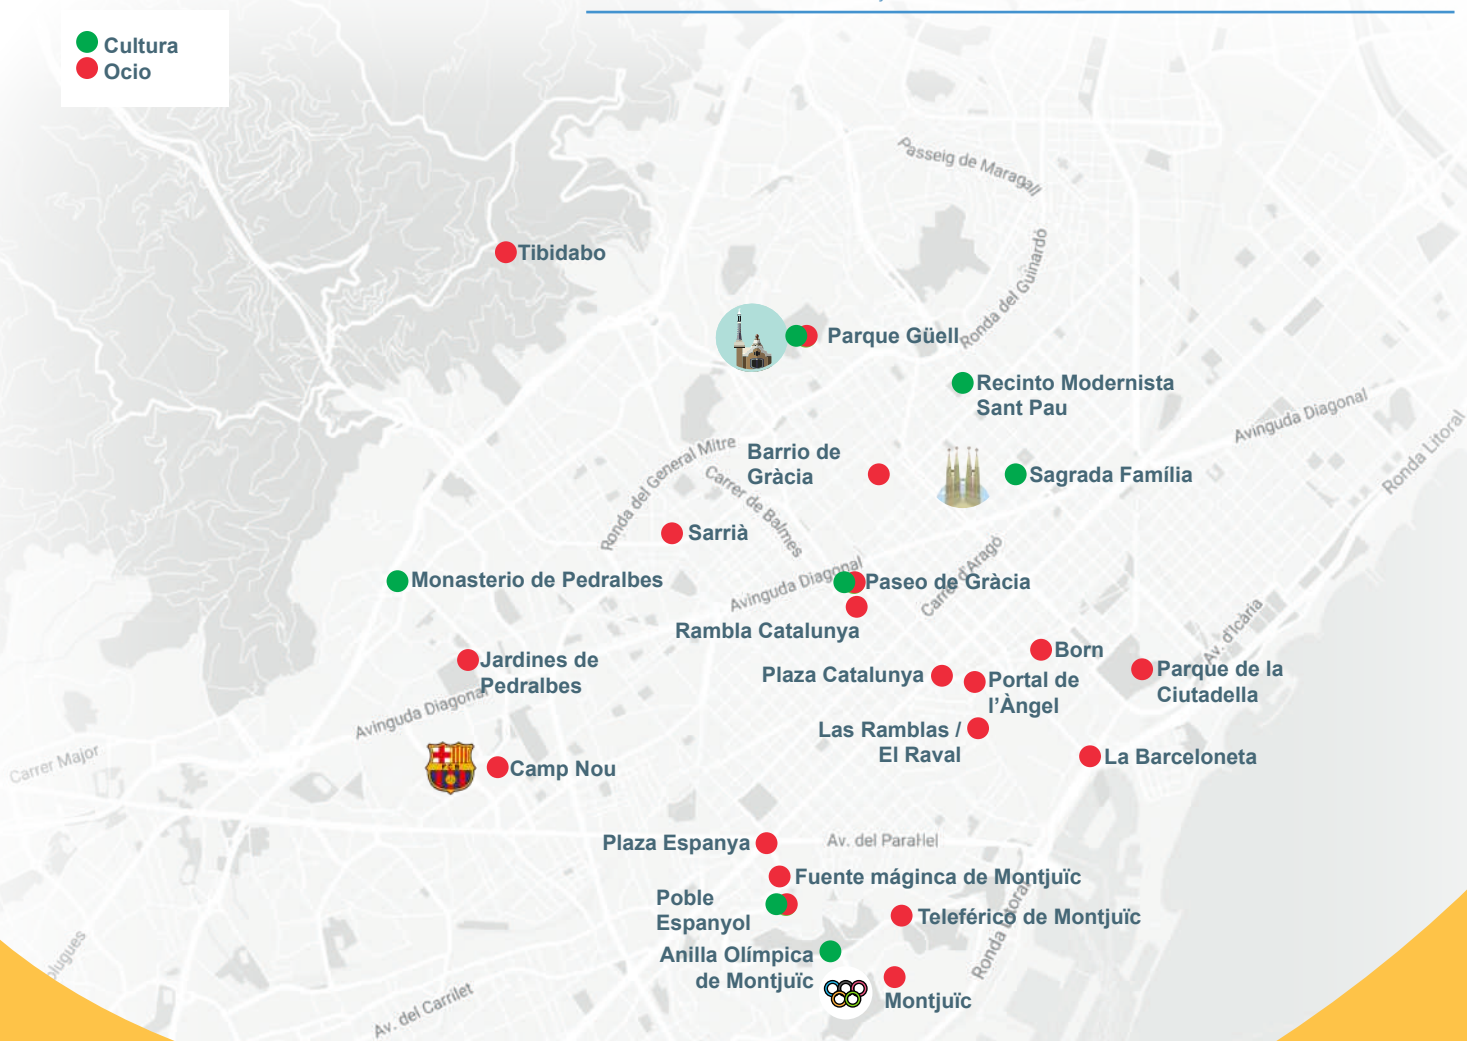 Cultura
Ocio
Passeig de Maragall
Tibidabo
Ronda del Guinardó
Parque Güell
Recinto Modernista
Sant Pau
Avinguda Diagonal
Ronda Litoral
Ronda del General Mitre
Barrio de
Gràcia
Carrer de Balmes
Sagrada Família
Sarrià
Carrer d'Aragó
Monasterio de Pedralbes
Avinguda Diagonal
Paseo de Gràcia
Rambla Catalunya
Av. d'Icària
Born
Jardines de
Pedralbes
Plaza Catalunya
Portal de
l'Àngel
Parque de la
Ciutadella
Avinguda Diagonal
Las Ramblas /
El Raval
Carrer Major
Camp Nou
La Barceloneta
Plaza Espanya
Av. del Paral·lel
Fuente máginca de Montjuïc
Poble
Espanyol
Teleférico de Montjuïc
Ronda Litoral
Anilla Olímpica
de Montjuïc
Montjuïc
Av. del Carrilet